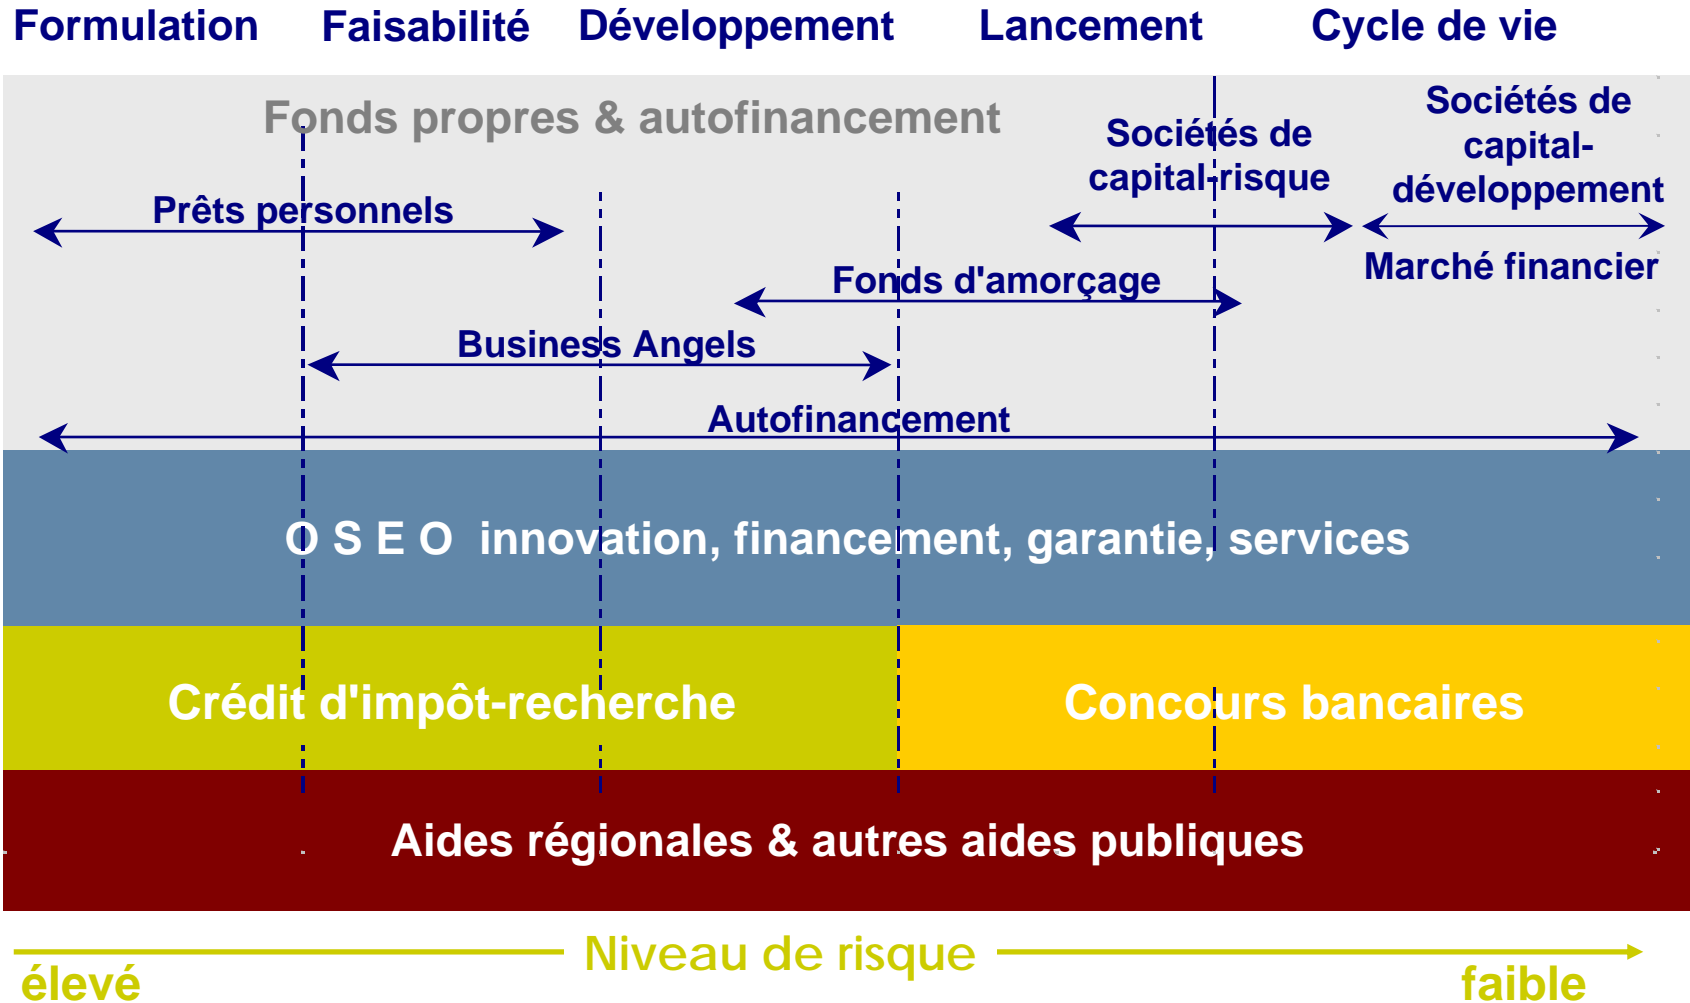 Formulation Faisabilité Développement Lancement Cycle de vie
Fonds propres & autofinancement
Sociétés de
capital-risque
Sociétés de
capital-
développement
Prêts personnels
Marché financier
Fonds d'amorçage
Business Angels
Autofinancement
O S E O innovation, financement, garantie, services
Crédit d'impôt-recherche
Concours bancaires
Aides régionales & autres aides publiques
Niveau de risque
élevé
faible